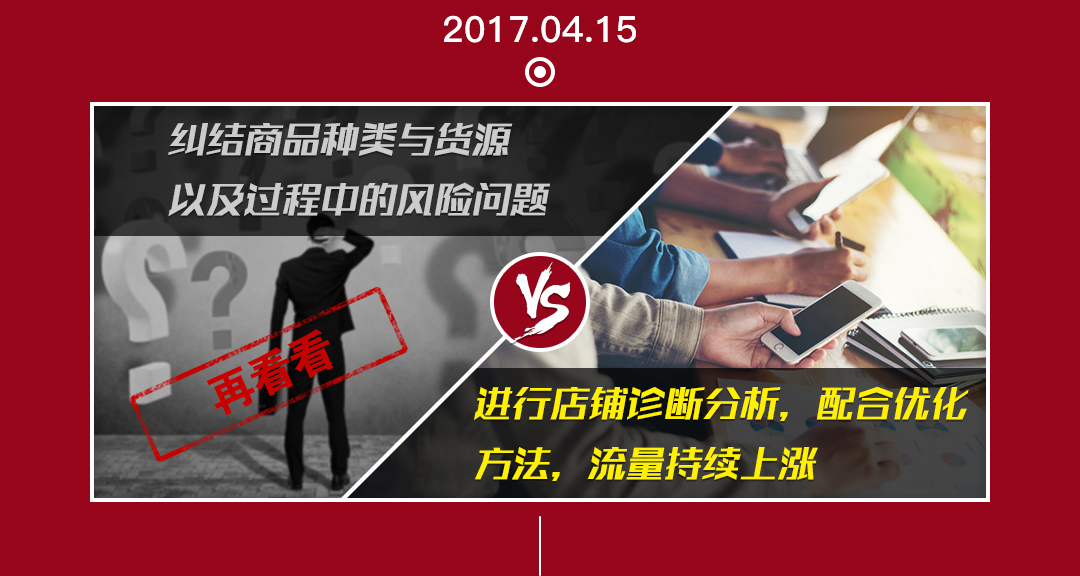 2017.04.15
纠结商品种类与货源
以及过程中的风险问题
再看看
VS
进行店铺诊断分析，配合优化
方法，流量持续上涨